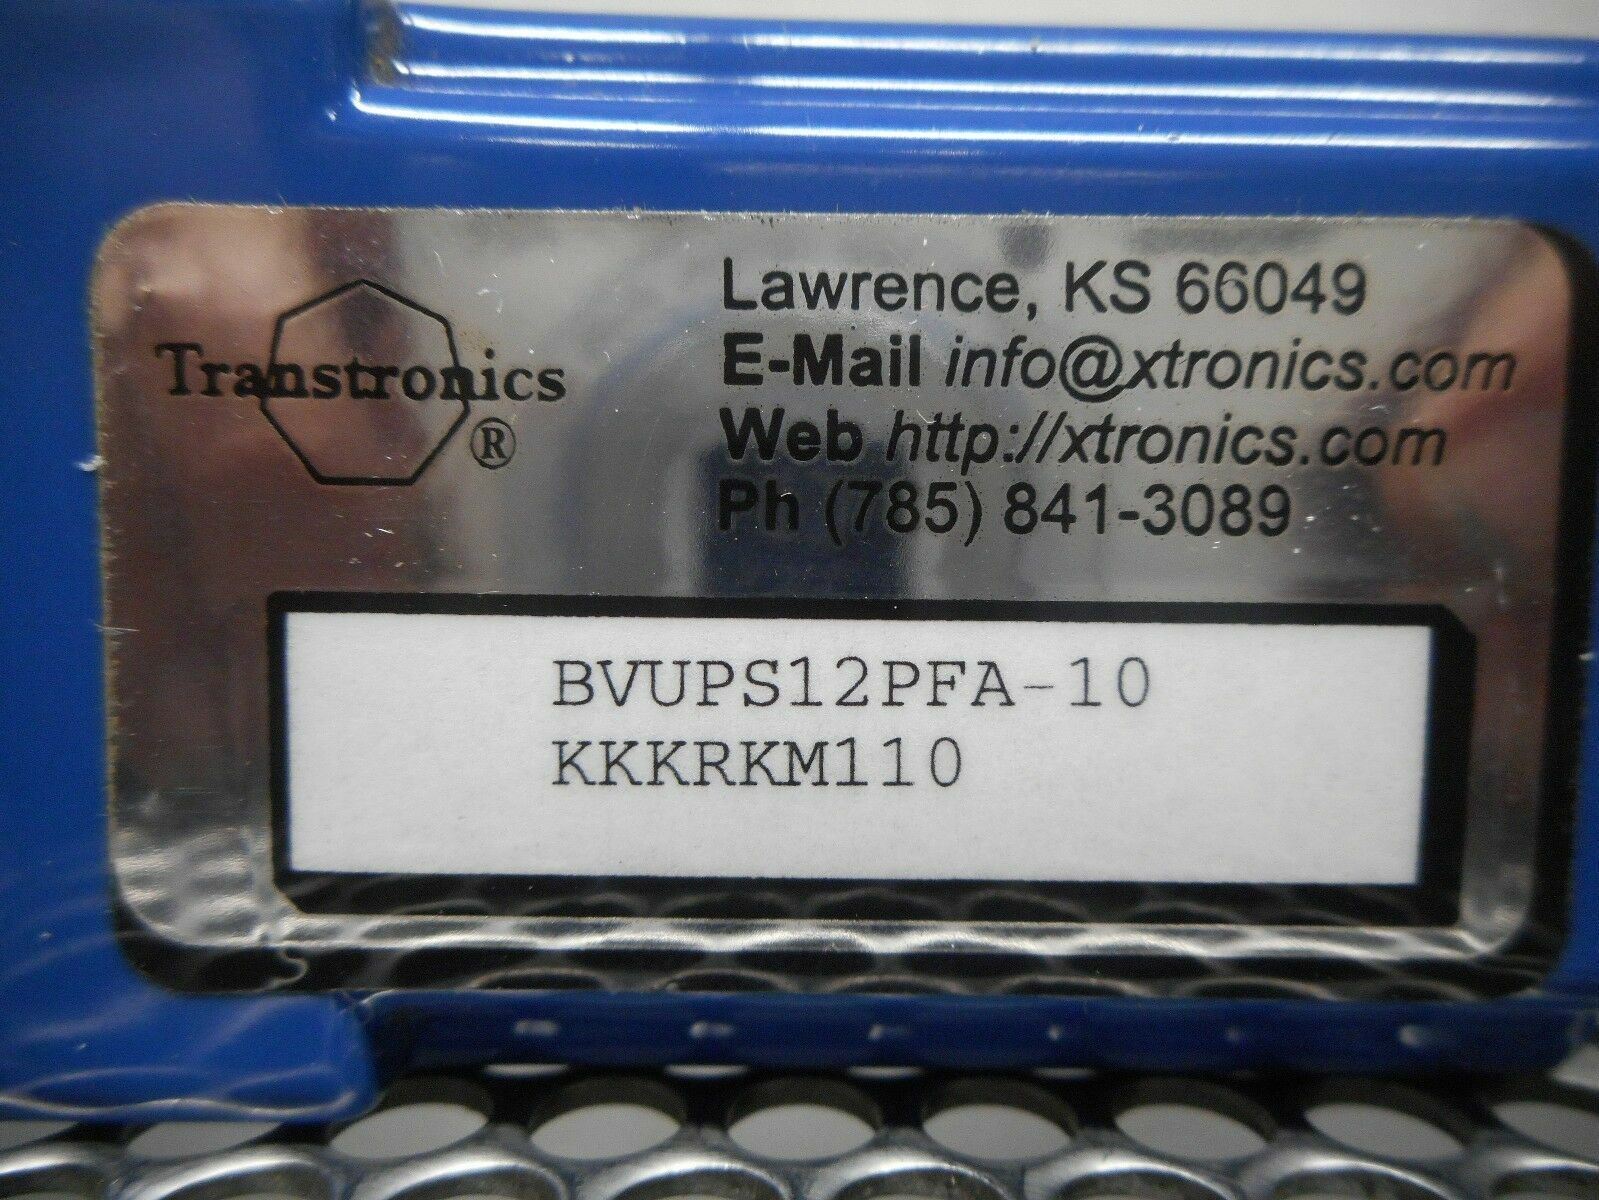 Transtronics
®
Lawrence, KS 66049
E-Mail info@xtronics.com
Web http://xtronics.com
Ph (785) 841-3089
BVUPS12PFA-10
KKKRKM110